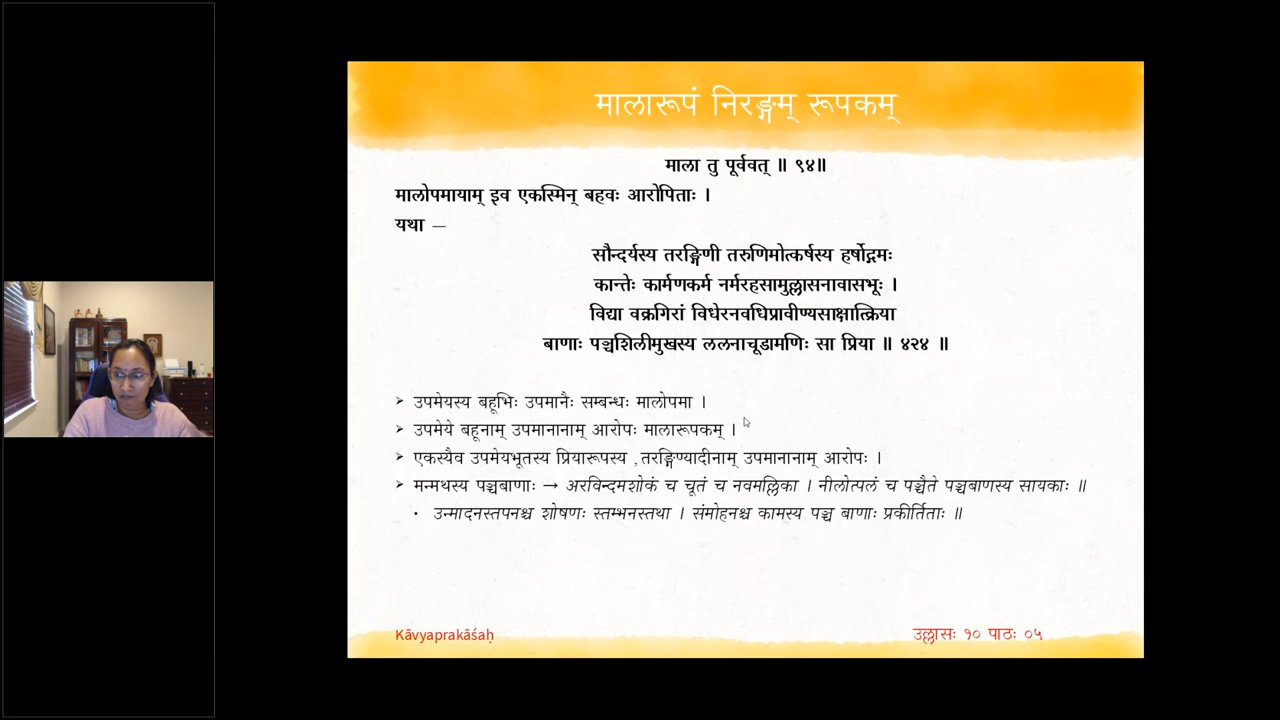 मालारूपं निरङ्गम् रूपकम्
माला तु पूर्ववत् ॥ ९४॥
मालोपमायाम् इव एकस्मिन् बहवः आरोपिताः ।
यथा —
सौन्दर्यस्य तरङ्गिणी तरुणिमोत्कर्षस्य हर्षोद्गमः
कान्तेः कार्मणकर्म नर्मरहसामुल्लासनावासभूः ।
विद्या वक्रगिरां विधेरनवधिप्रावीण्यसाक्षात्क्रिया
बाणाः पञ्चशिलीमुखस्य ललनाचूडामणिः सा प्रिया ॥ ४२४ ॥
➤ उपमेयस्य बहूभिः उपमानैः सम्बन्धः मालोपमा ।
➤ उपमेये बहूनाम् उपमानानाम् आरोपः मालारूपकम् ।
➤ एकस्यैव उपमेयभूतस्य प्रियारूपस्य ,तरङ्गिण्यादीनाम् उपमानानाम् आरोपः ।
➤ मन्मथस्य पञ्चबाणाः → अरविन्दमशोकं च चूतं च नवमल्लिका । नीलोत्पलं च पञ्चैते पञ्चबाणस्य सायकाः ॥
• उन्मादनस्तपनश्च शोषणः स्तम्भनस्तथा । संमोहनश्च कामस्य पञ्च बाणाः प्रकीर्तिताः ॥
Kāvyaprakāśaḥ
उल्लासः १० पाठः ०५